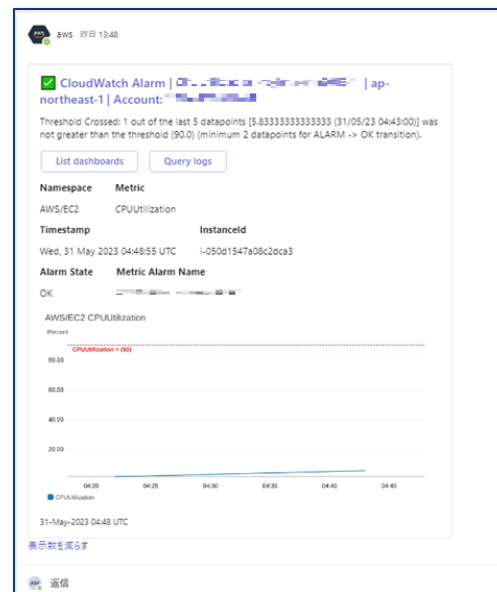 aws 昨日 13:48
CloudWatch Alarm | | ap-
northeast-1 | Account:
Threshold Crossed: 1 out of the last 5 datapoints [5.83333333333333 (31/05/23 04:43:00)] was
not greater than the threshold (90.0) (minimum 2 datapoints for ALARM -> OK transition).
List dashboards Query logs
Namespace Metric
AWS/EC2 CPUUtilization
Timestamp InstanceId
Wed, 31 May 2023 04:48:55 UTC i-050d1547a08c2dca3
Alarm State Metric Alarm Name
OK
AWS/EC2 CPUUtilization
Percent
CPUUtilization > (90)
80.00
60.00
40.00
20.00
04:20 04:25 04:30 04:35 04:40 04:45
CPUUtilization
31-May-2023 04:48 UTC
表示数を減らす
返信